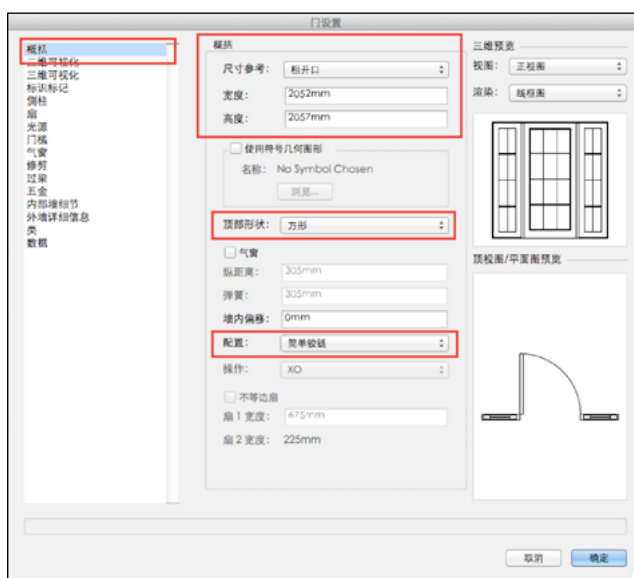 门设置
概括
二维可视化
三维可视化
标识标记
侧柱
扇
光源
门槛
气窗
修剪
过梁
五金
内部墙细节
外墙详细信息
类
数据
概括
尺寸参考： 粗开口
宽度： 2052mm
高度： 2057mm
使用符号几何图形
名称： No Symbol Chosen
浏览...
顶部形状： 方形
气窗
纵距离： 305mm
弹簧： 305mm
墙内偏移： 0mm
配置： 简单铰链
操作： XO
不等边扇
扇 1 宽度： 675mm
扇 2 宽度： 225mm
三维预览
视图： 正视图
渲染： 线框图
顶视图/平面图预览
取消
确定